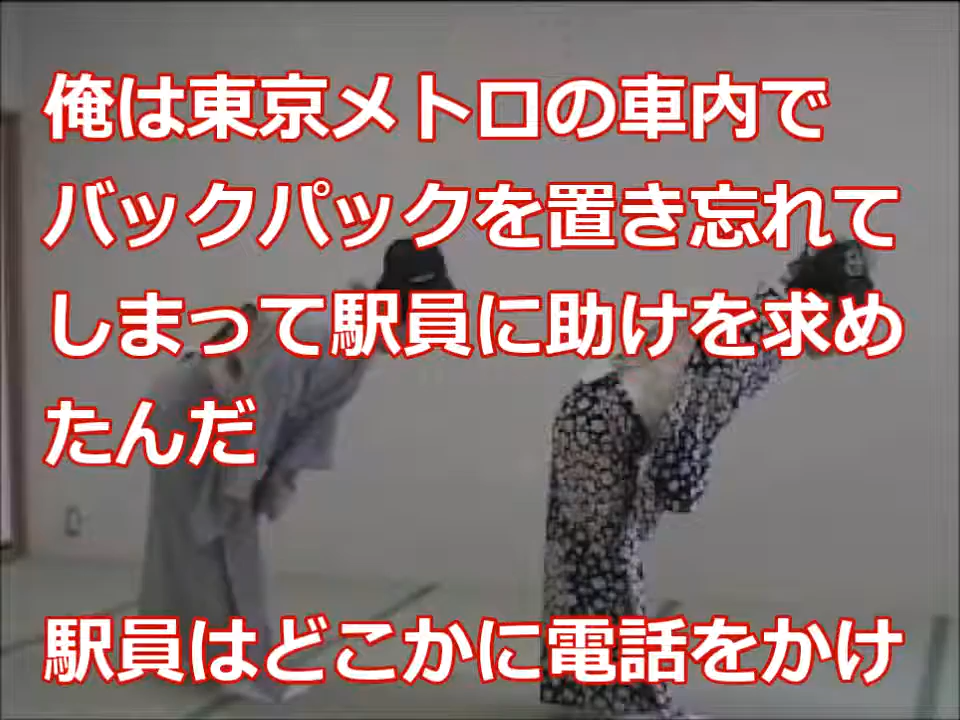 俺は東京メトロの車内で
バックパックを置き忘れて
しまって駅員に助けを求め
たんだ
駅員はどこかに電話をかけ